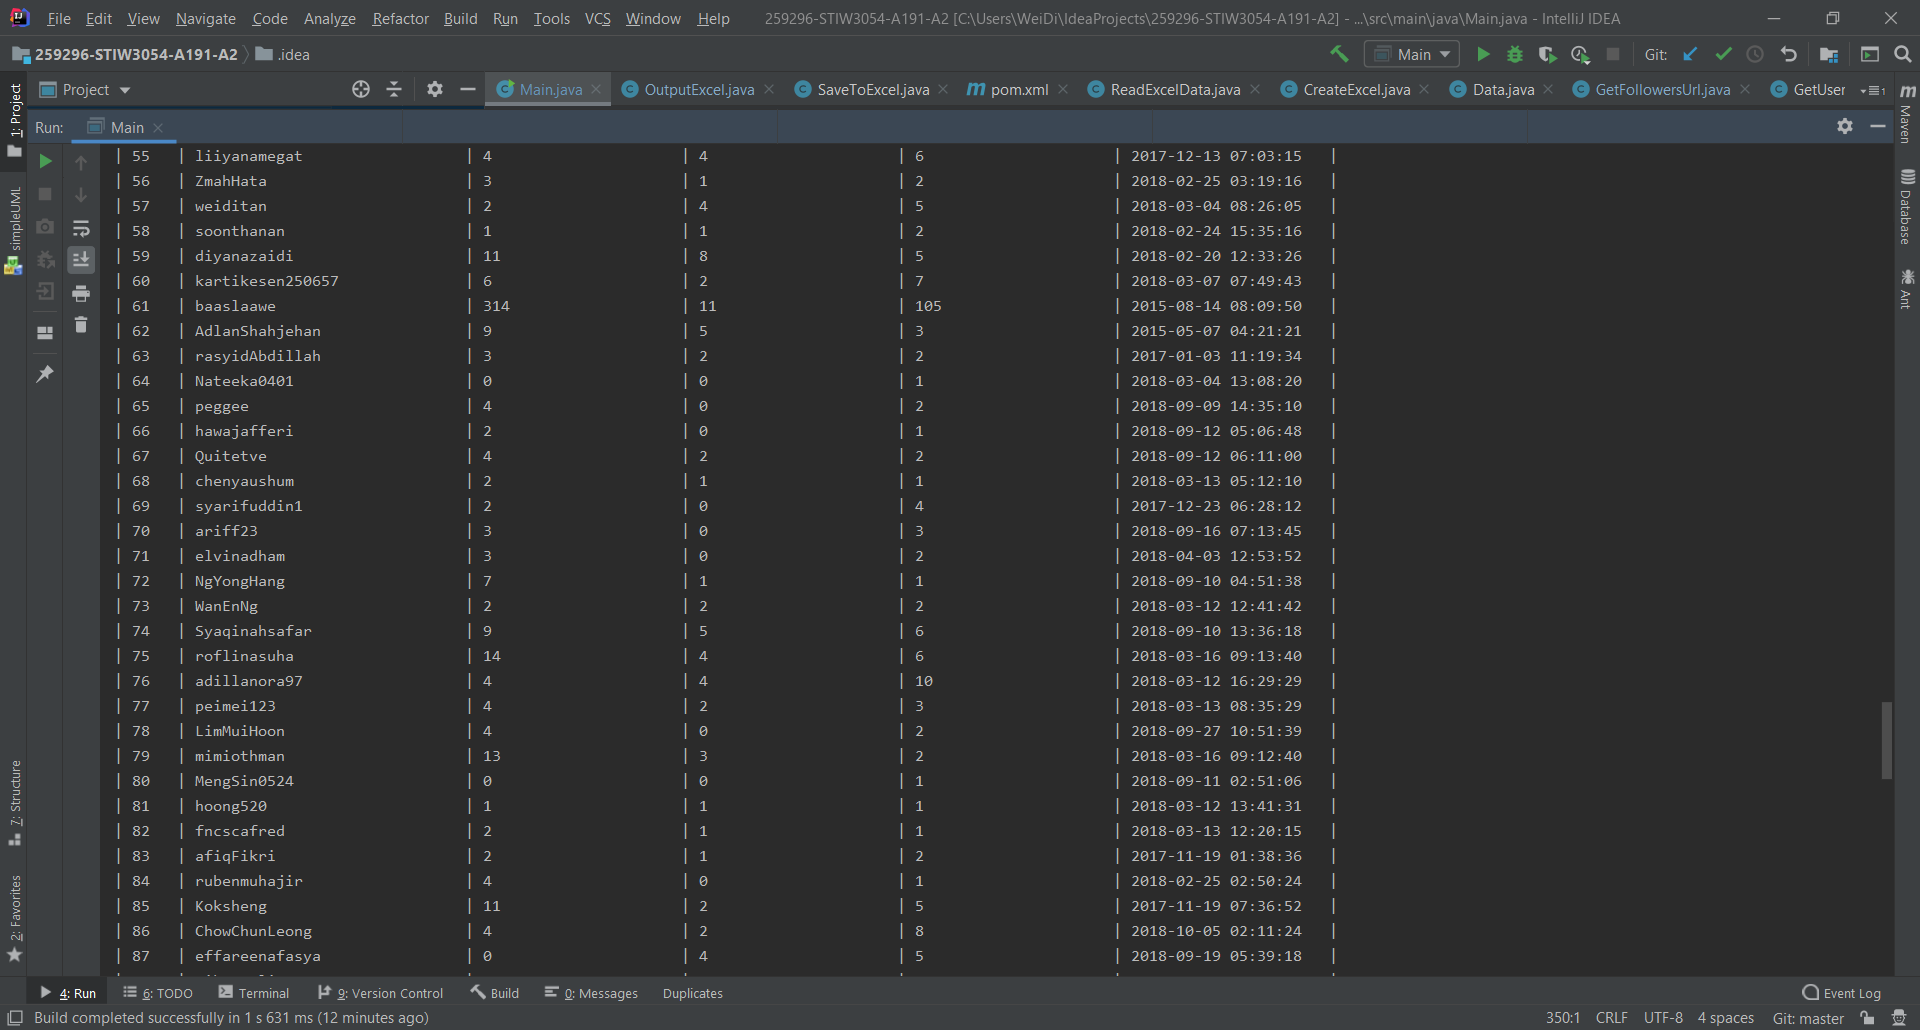 File Edit View Navigate Code Analyze Refactor Build Run Tools VCS Window Help 259296-STIW3054-A191-A2 [C:\Users\WeiDi\IdeaProjects\259296-STIW3054-A191-A2] - ...\src\main\java\Main.java - IntelliJ IDEA
259296-STIW3054-A191-A2 .idea Main Git:
Project Main.java OutputExcel.java SaveToExcel.java pom.xml ReadExcelData.java CreateExcel.java Data.java GetFollowersUrl.java GetUser
Run: Main
| 55 | liiyanamegat | 4 | 4 | 6 | 2017-12-13 07:03:15 |
| 56 | ZmahHata | 3 | 1 | 2 | 2018-02-25 03:19:16 |
| 57 | weiditan | 2 | 4 | 5 | 2018-03-04 08:26:05 |
| 58 | soonthanan | 1 | 1 | 2 | 2018-02-24 15:35:16 |
| 59 | diyanazaidi | 11 | 8 | 5 | 2018-02-20 12:33:26 |
| 60 | kartikesen250657 | 6 | 2 | 7 | 2018-03-07 07:49:43 |
| 61 | baaslaawe | 314 | 11 | 105 | 2015-08-14 08:09:50 |
| 62 | AdlanShahjehan | 9 | 5 | 3 | 2015-05-07 04:21:21 |
| 63 | rasyidAbdillah | 3 | 2 | 2 | 2017-01-03 11:19:34 |
| 64 | Nateeka0401 | 0 | 0 | 1 | 2018-03-04 13:08:20 |
| 65 | peggee | 4 | 0 | 2 | 2018-09-09 14:35:10 |
| 66 | hawajafferi | 2 | 0 | 1 | 2018-09-12 05:06:48 |
| 67 | Quitetve | 4 | 2 | 2 | 2018-09-12 06:11:00 |
| 68 | chenyaushum | 2 | 1 | 1 | 2018-03-13 05:12:10 |
| 69 | syarifuddin1 | 2 | 0 | 4 | 2017-12-23 06:28:12 |
| 70 | ariff23 | 3 | 0 | 3 | 2018-09-16 07:13:45 |
| 71 | elvinadham | 3 | 0 | 2 | 2018-04-03 12:53:52 |
| 72 | NgYongHang | 7 | 1 | 1 | 2018-09-10 04:51:38 |
| 73 | WanEnNg | 2 | 2 | 2 | 2018-03-12 12:41:42 |
| 74 | Syaqinahsafar | 9 | 5 | 6 | 2018-09-10 13:36:18 |
| 75 | roflinasuha | 14 | 4 | 6 | 2018-03-16 09:13:40 |
| 76 | adillanora97 | 4 | 4 | 10 | 2018-03-12 16:29:29 |
| 77 | peimei123 | 4 | 2 | 3 | 2018-03-13 08:35:29 |
| 78 | LimMuiHoon | 4 | 0 | 2 | 2018-09-27 10:51:39 |
| 79 | mimiothman | 13 | 3 | 2 | 2018-03-16 09:12:40 |
| 80 | MengSin0524 | 0 | 0 | 1 | 2018-09-11 02:51:06 |
| 81 | hoong520 | 1 | 1 | 1 | 2018-03-12 13:41:31 |
| 82 | fncscafred | 2 | 1 | 1 | 2018-03-13 12:20:15 |
| 83 | afiqFikri | 2 | 1 | 2 | 2017-11-19 01:38:36 |
| 84 | rubenmuhajir | 4 | 0 | 1 | 2018-02-25 02:50:24 |
| 85 | Koksheng | 11 | 2 | 5 | 2017-11-19 07:36:52 |
| 86 | ChowChunLeong | 4 | 2 | 8 | 2018-10-05 02:11:24 |
| 87 | effareenafasya | 0 | 4 | 5 | 2018-09-19 05:39:18 |
1: Project
simpleUML
7: Structure
2: Favorites
Maven
Database
Ant
4: Run 6: TODO Terminal 9: Version Control Build 0: Messages Duplicates Event Log
Build completed successfully in 1 s 631 ms (12 minutes ago) 350:1 CRLF UTF-8 4 spaces Git: master